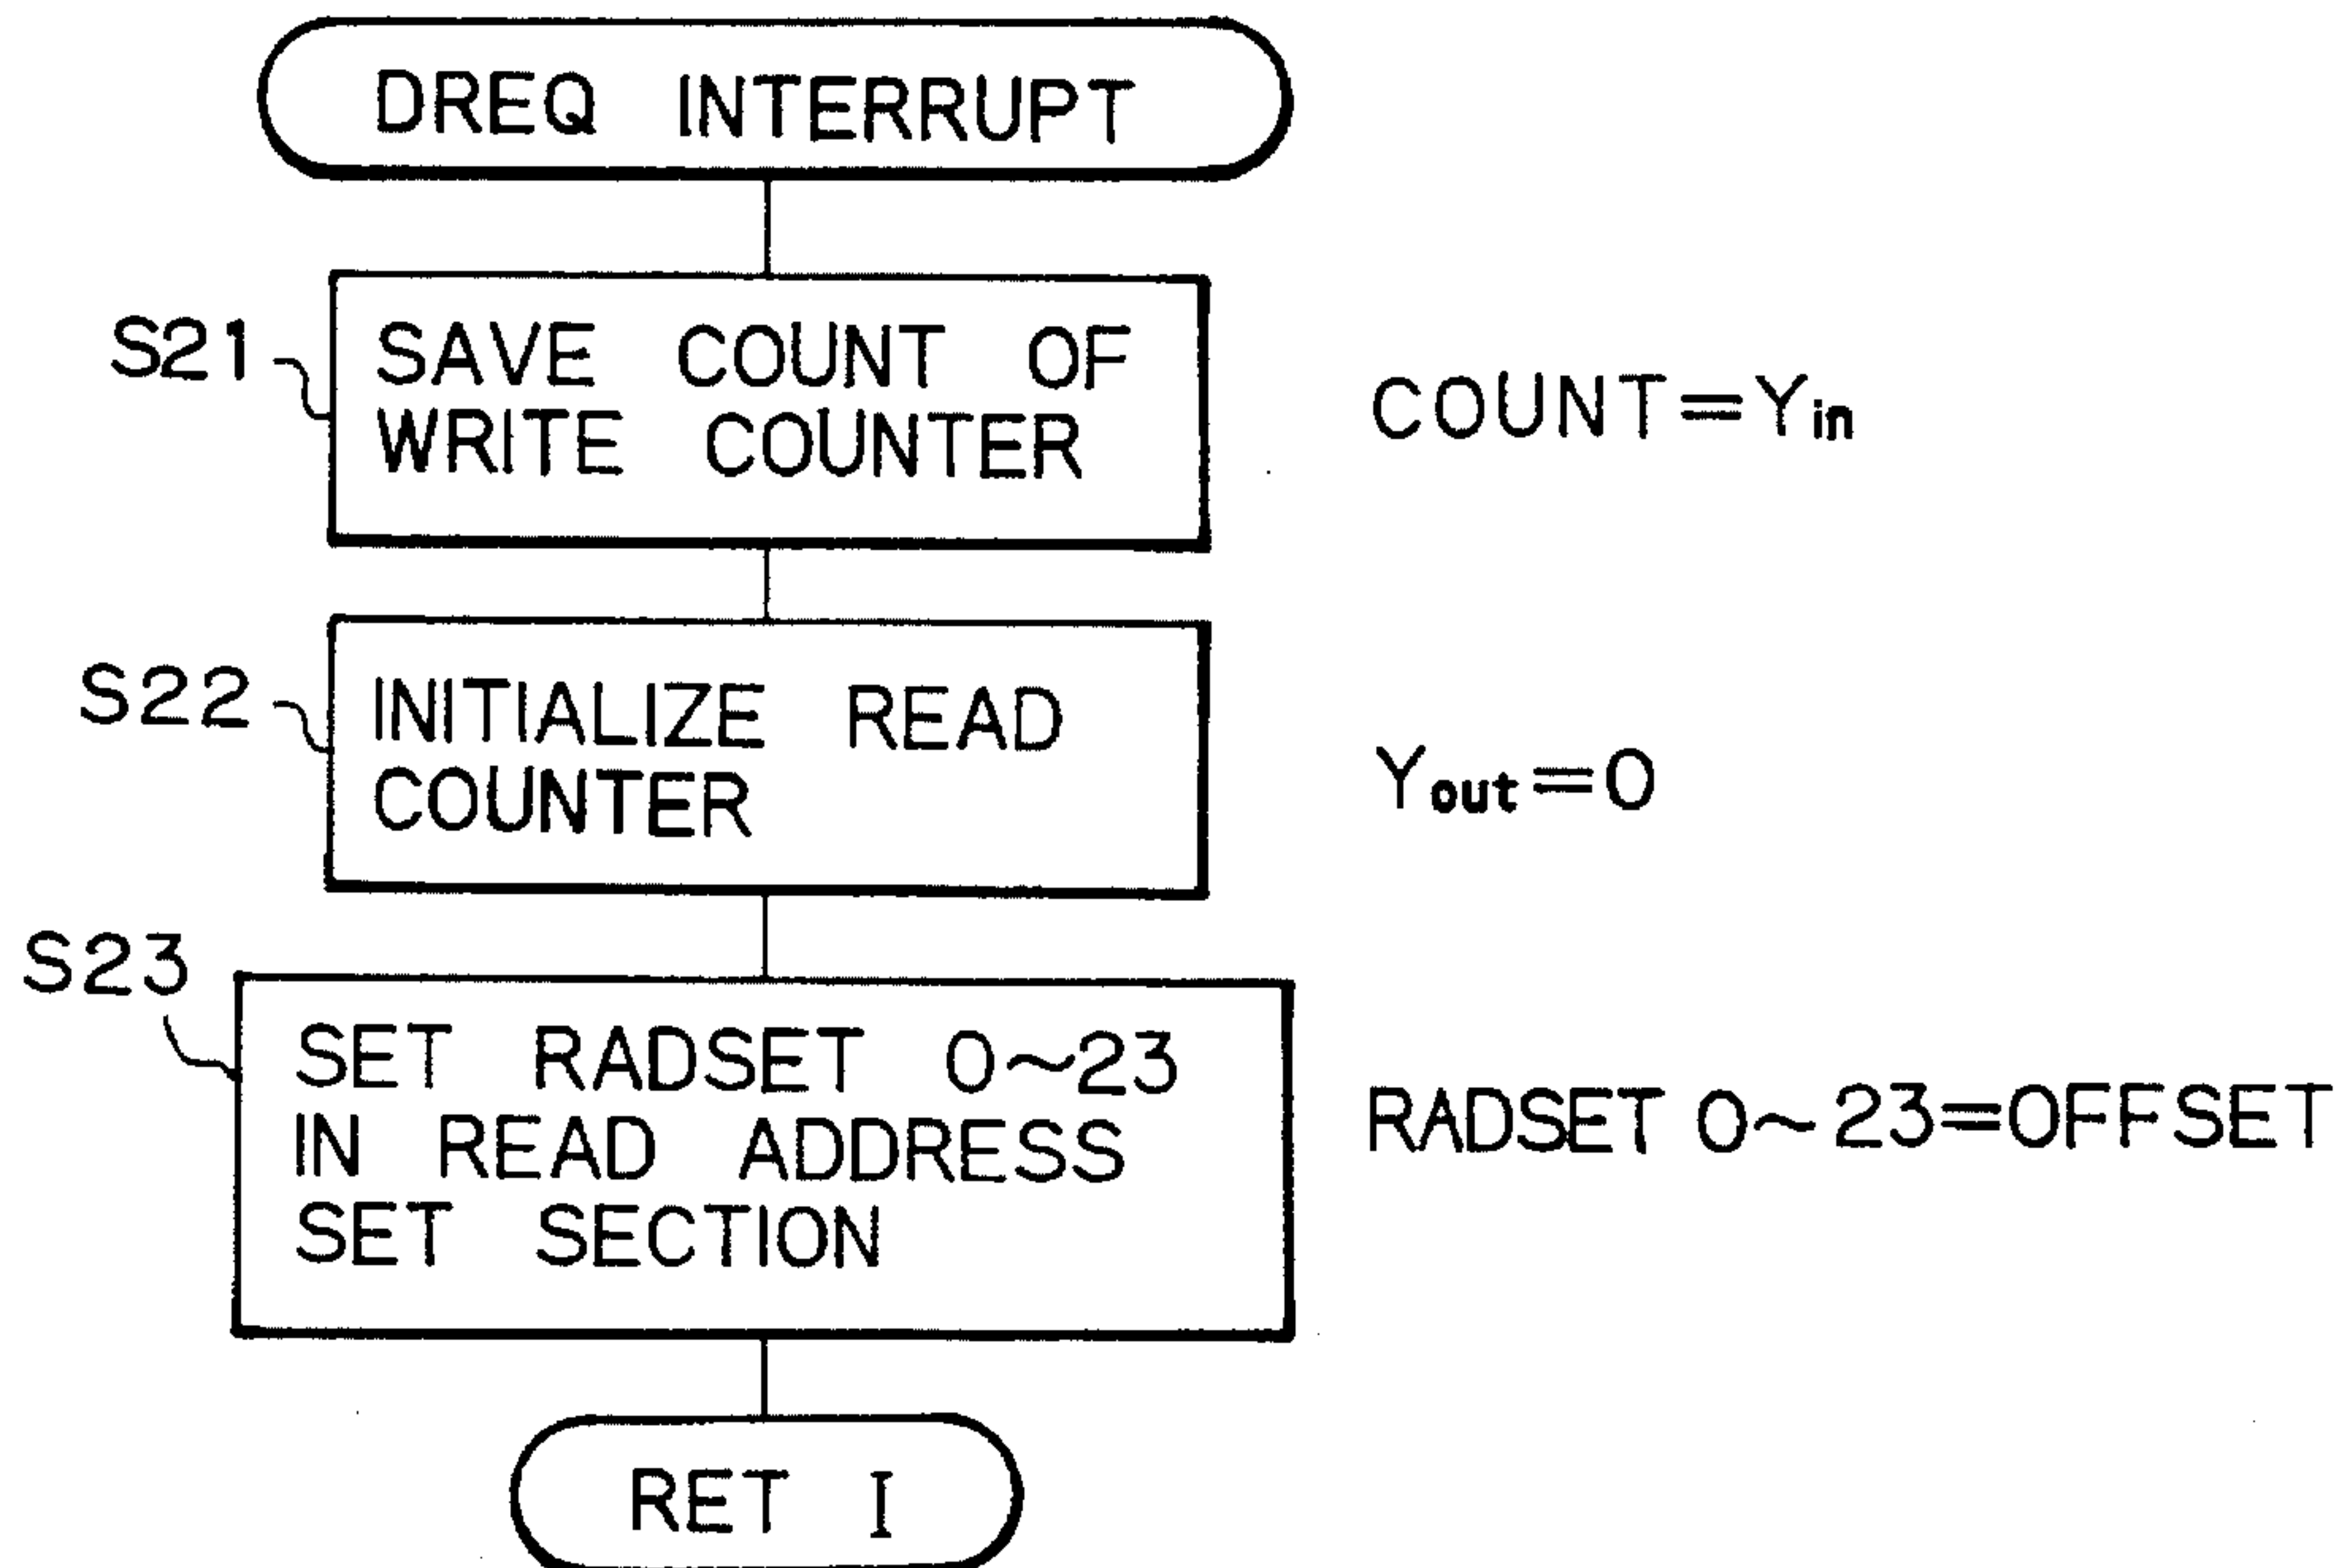 DREQ INTERRUPT
S21
SAVE COUNT OF
WRITE COUNTER
COUNT=Yin
S22
INITIALIZE READ
COUNTER
Yout=0
S23
SET RADSET 0~23
IN READ ADDRESS
SET SECTION
RADSET 0~23=OFFSET
RET I